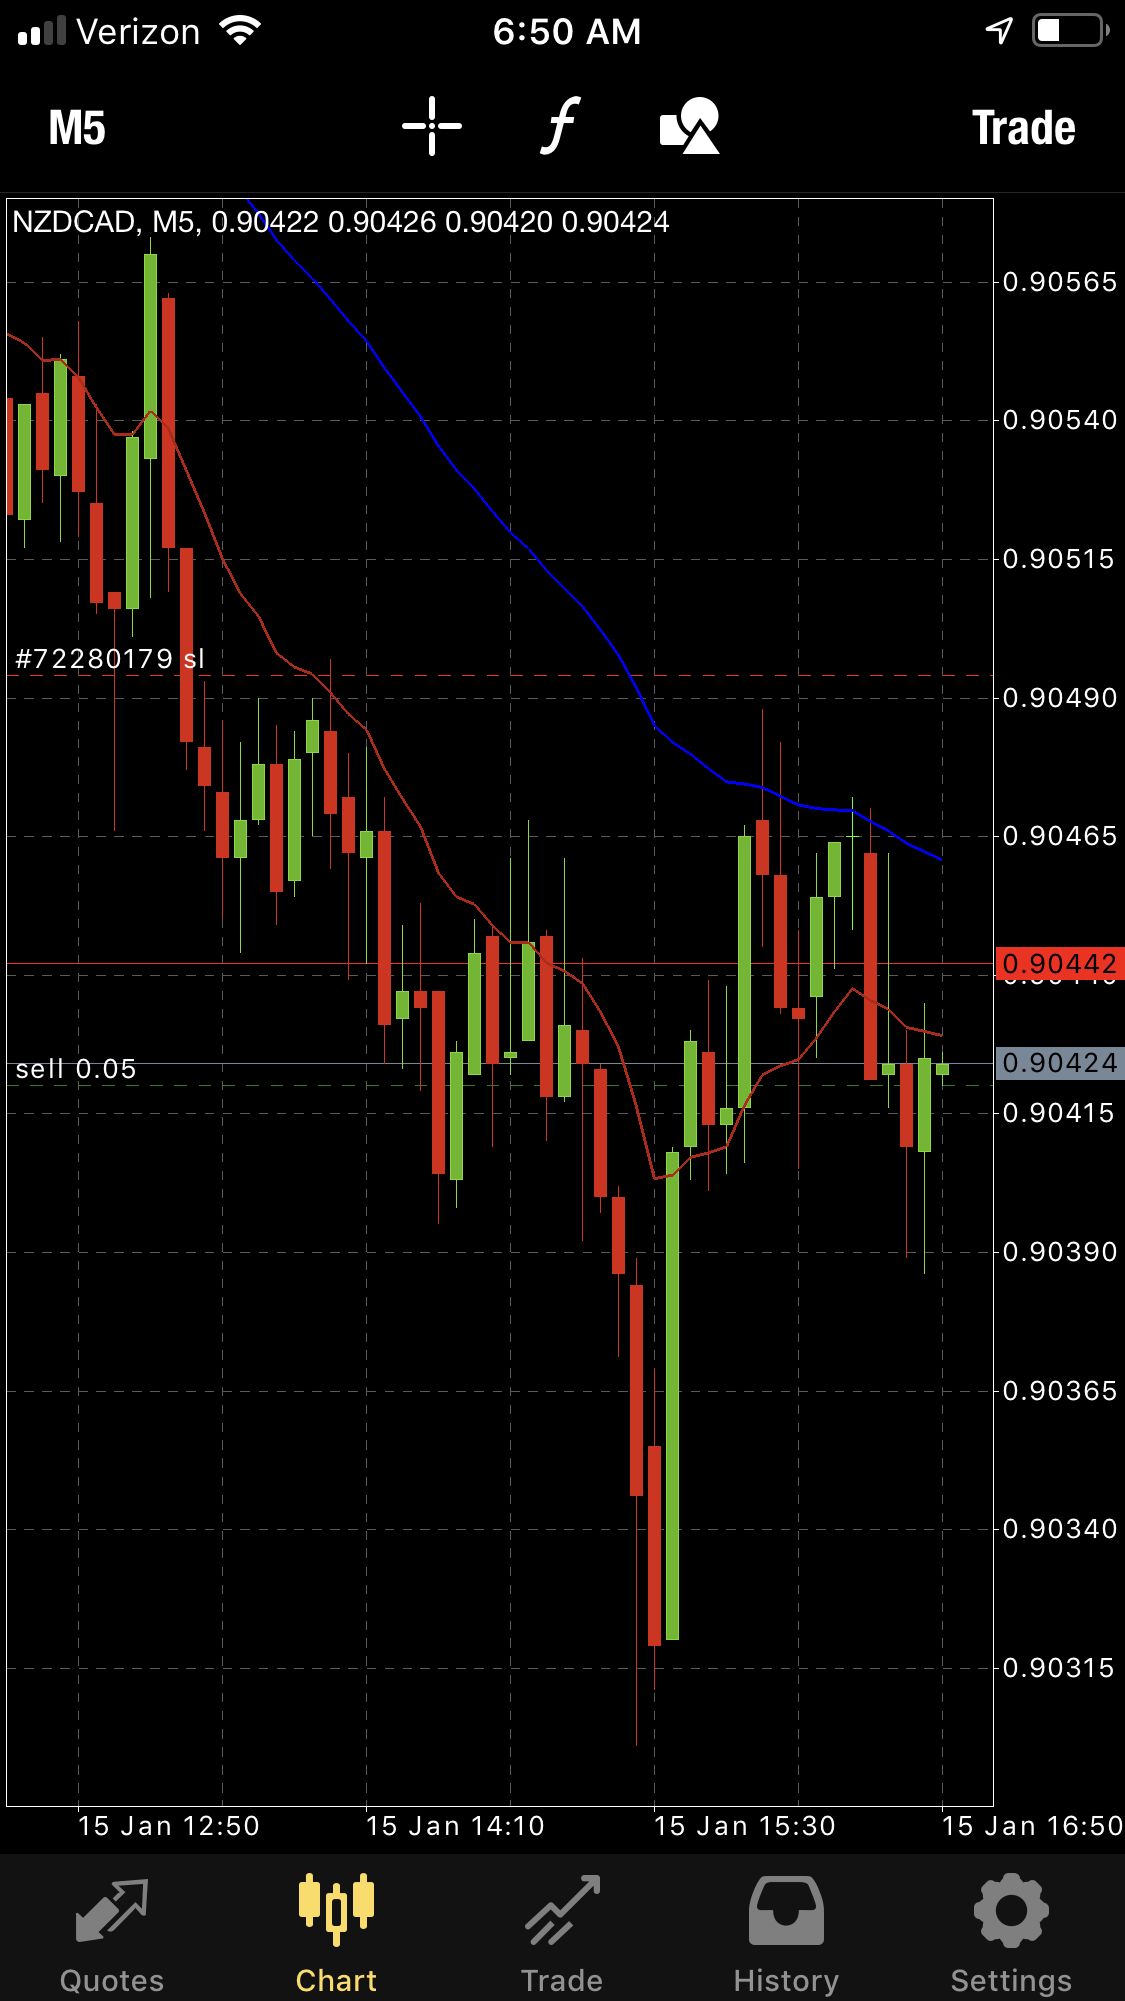 Verizon 6:50 AM
M5 f Trade
NZDCAD, M5, 0.90422 0.90426 0.90420 0.90424
0.90565
0.90540
0.90515
#72280179 sl
0.90490
0.90465
0.90442
sell 0.05
0.90424
0.90415
0.90390
0.90365
0.90340
0.90315
15 Jan 12:50 15 Jan 14:10 15 Jan 15:30 15 Jan 16:50
Quotes Chart Trade History Settings